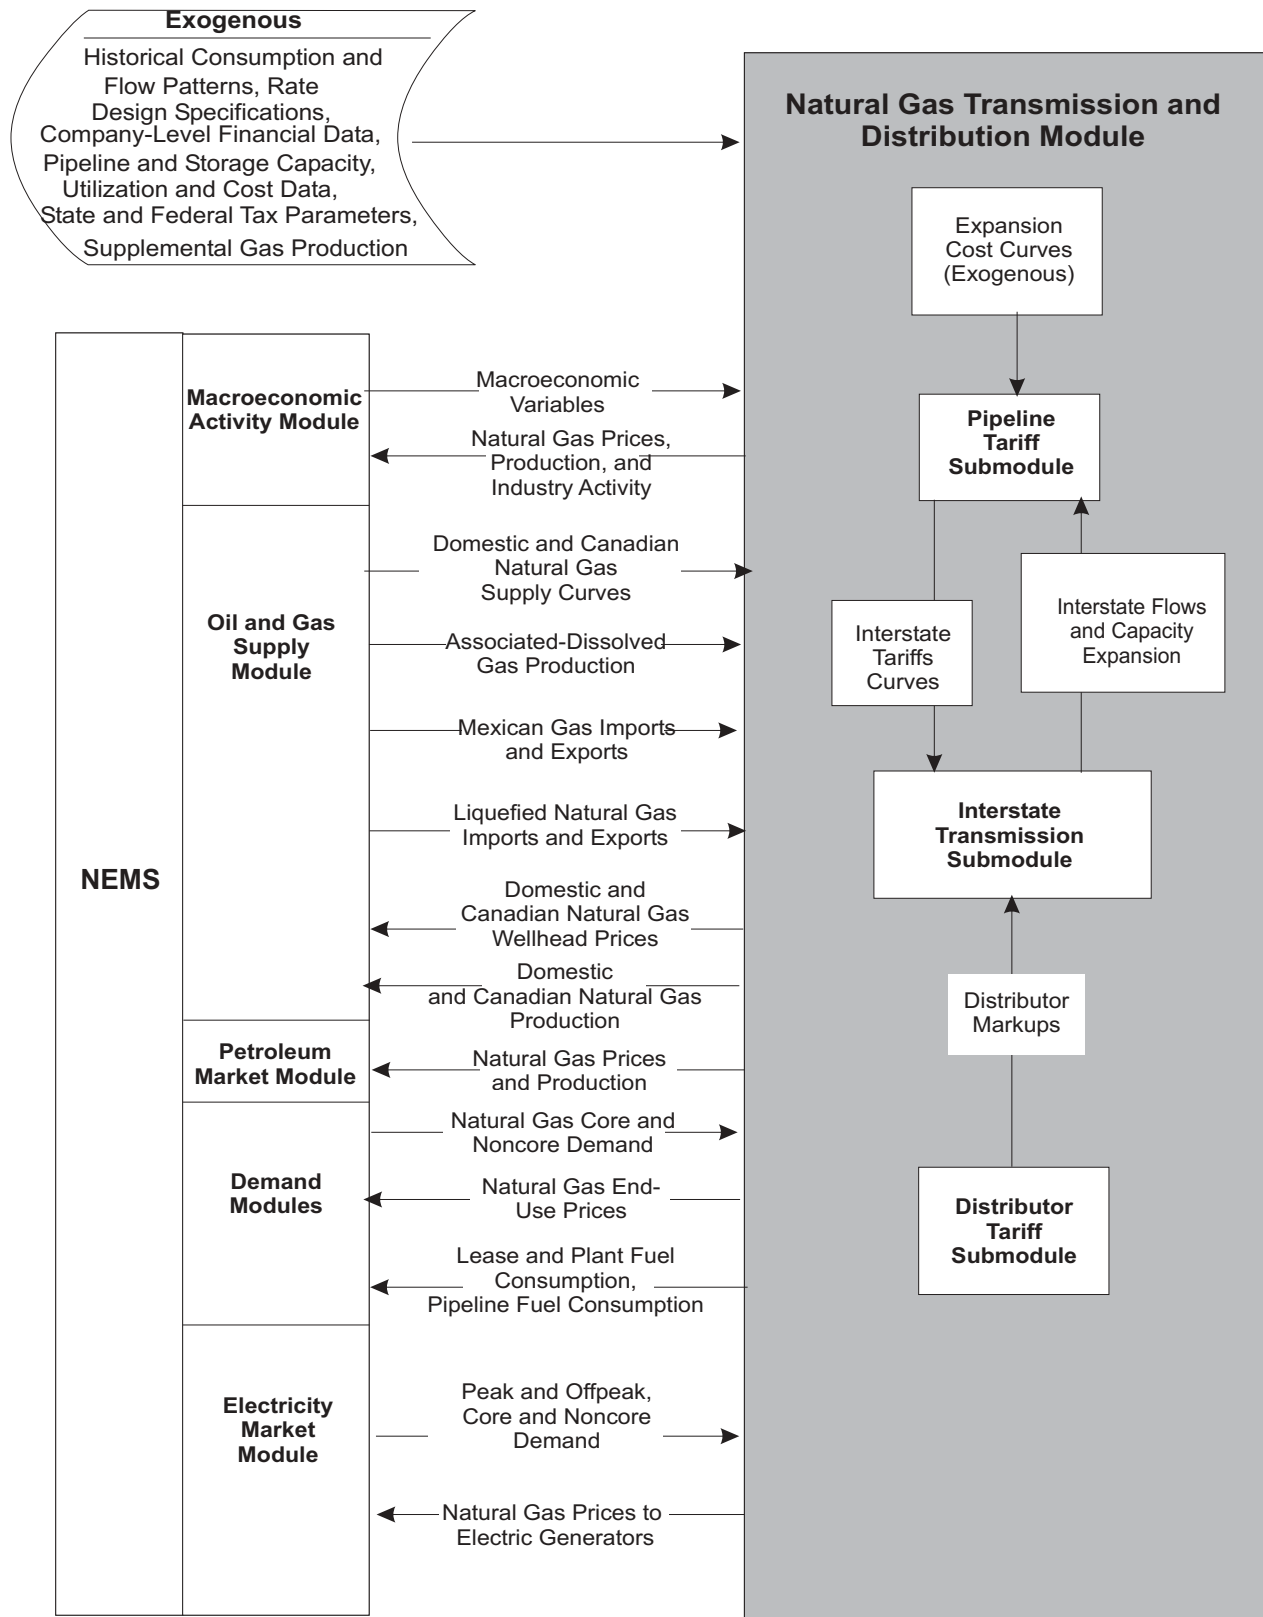 Exogenous
Historical Consumption and
Flow Patterns, Rate
Design Specifications,
Company-Level Financial Data,
Pipeline and Storage Capacity,
Utilization and Cost Data,
State and Federal Tax Parameters,
Supplemental Gas Production
Natural Gas Transmission and
Distribution Module
Expansion
Cost Curves
(Exogenous)
Pipeline
Tariff
Submodule
Interstate
Tariffs
Curves
Interstate Flows
and Capacity
Expansion
Interstate
Transmission
Submodule
Distributor
Markups
Distributor
Tariff
Submodule
NEMS
Macroeconomic
Activity Module
Macroeconomic
Variables
Natural Gas Prices,
Production, and
Industry Activity
Oil and Gas
Supply
Module
Domestic and Canadian
Natural Gas
Supply Curves
Associated-Dissolved
Gas Production
Mexican Gas Imports
and Exports
Liquefied Natural Gas
Imports and Exports
Domestic and
Canadian Natural Gas
Wellhead Prices
Domestic
and Canadian Natural Gas
Production
Petroleum
Market Module
Natural Gas Prices
and Production
Demand
Modules
Natural Gas Core and
Noncore Demand
Natural Gas End-
Use Prices
Lease and Plant Fuel
Consumption,
Pipeline Fuel Consumption
Electricity
Market
Module
Peak and Offpeak,
Core and Noncore
Demand
Natural Gas Prices to
Electric Generators